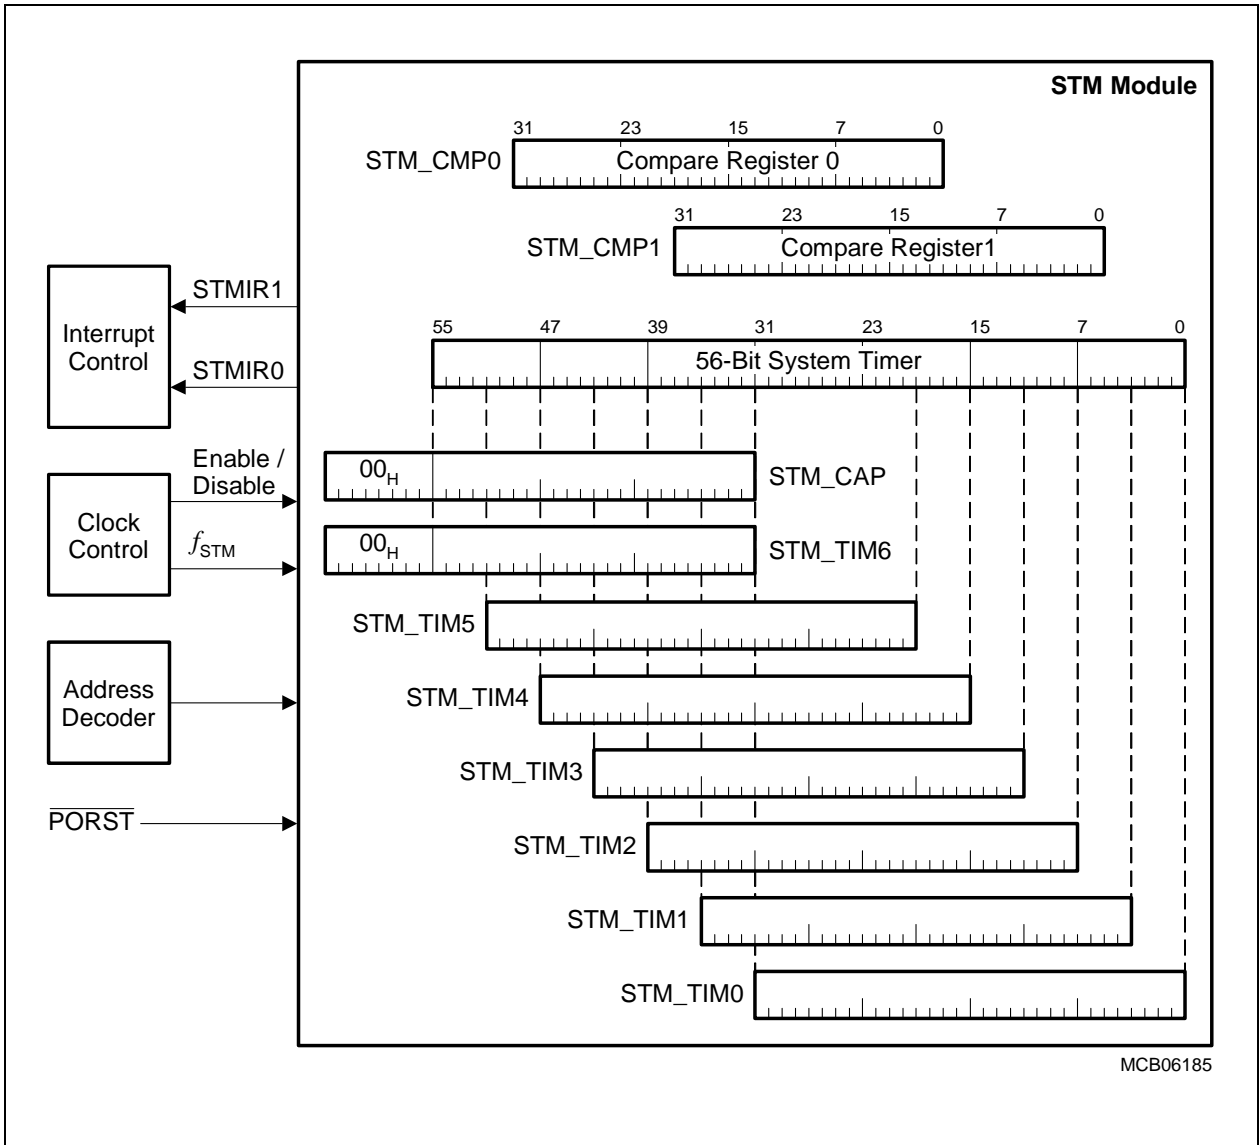 STM Module
31 23 15 7 0
STM_CMP0 Compare Register 0
31 23 15 7 0
STM_CMP1 Compare Register1
Interrupt
Control
STMIR1
STMIR0
55 47 39 31 23 15 7 0
56-Bit System Timer
Clock
Control
Enable /
Disable
fSTM
00H STM_CAP
00H STM_TIM6
STM_TIM5
Address
Decoder
STM_TIM4
STM_TIM3
PORST
STM_TIM2
STM_TIM1
STM_TIM0
MCB06185